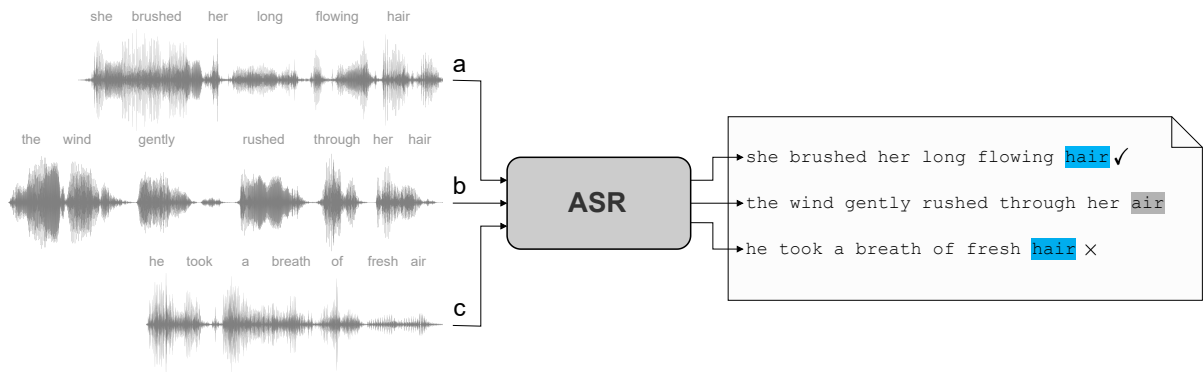 she brushed her long flowing hair
a
the wind gently rushed through her hair
b
he took a breath of fresh air
c
ASR
she brushed her long flowing hair ✓
the wind gently rushed through her air
he took a breath of fresh hair ×